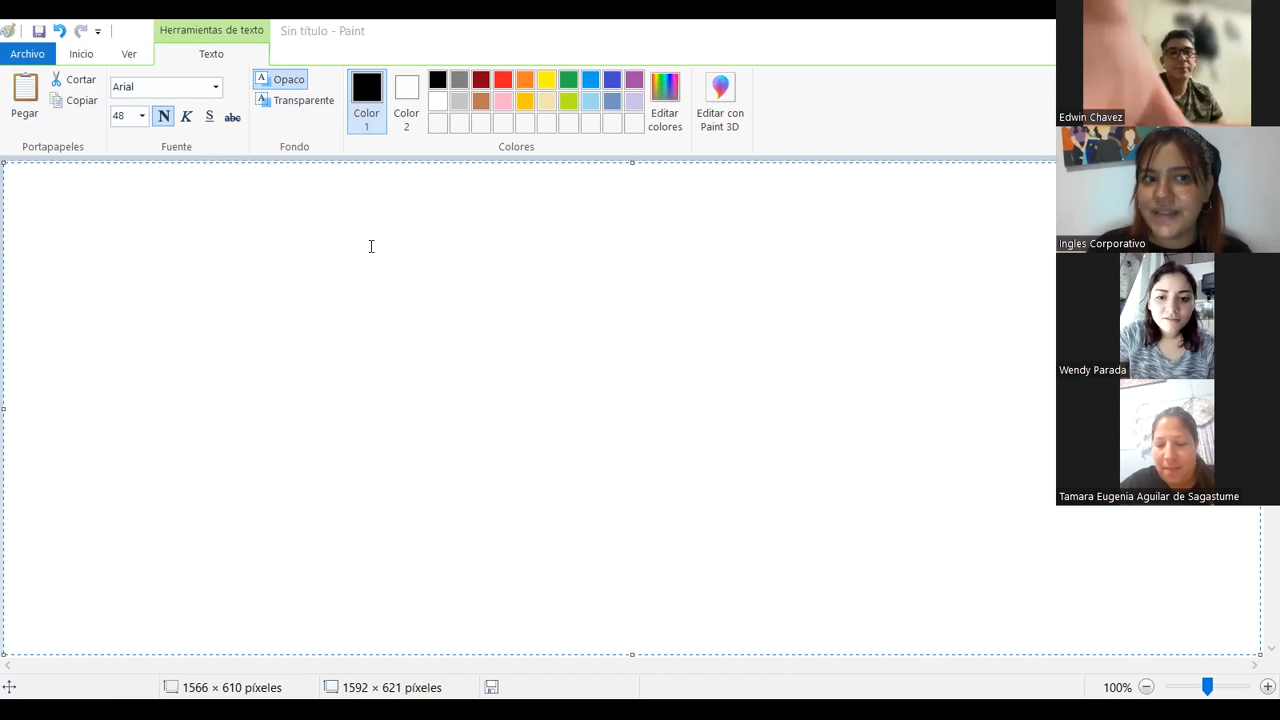 Herramientas de texto
Sin título - Paint
Archivo
Inicio
Ver
Texto
Pegar
Cortar
Copiar
Portapapeles
Arial
48
N K S abc
Fuente
Opaco
Transparente
Fondo
Color
1
Color
2
Editar
colores
Colores
Editar con
Paint 3D
Edwin Chavez
Ingles Corporativo
Wendy Parada
Tamara Eugenia Aguilar de Sagastume
1566 × 610 píxeles
1592 × 621 píxeles
100%